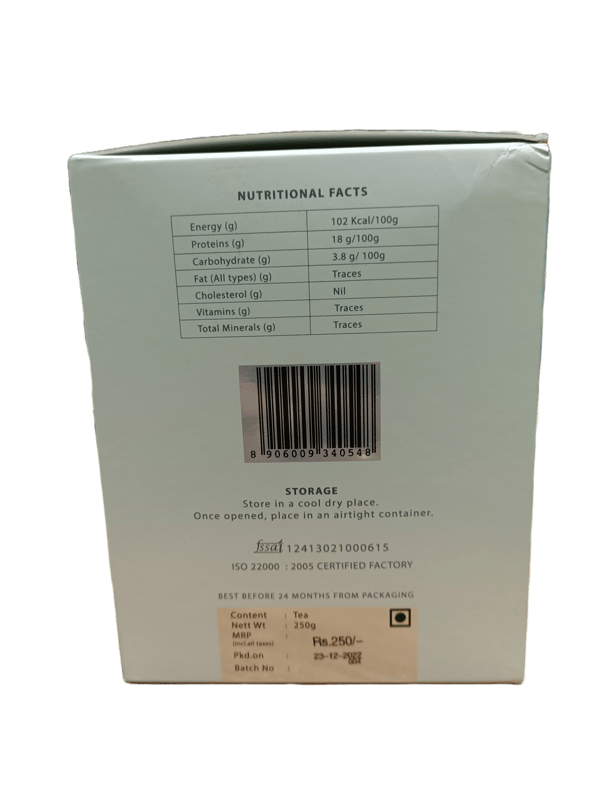 NUTRITIONAL FACTS
Energy (g) 102 Kcal/100g
Proteins (g) 18 g/100g
Carbohydrate (g) 3.8 g/ 100g
Fat (All types) (g) Traces
Cholesterol (g) Nil
Vitamins (g) Traces
Total Minerals (g) Traces
8 906009 340548
STORAGE
Store in a cool dry place.
Once opened, place in an airtight container.
fssai 12413021000615
ISO 22000 : 2005 CERTIFIED FACTORY
BEST BEFORE 24 MONTHS FROM PACKAGING
Content : Tea
Nett Wt : 250g
MRP : Rs.250/-
(incl.all taxes)
Pkd.on : 23-12-2022
Batch No : 004